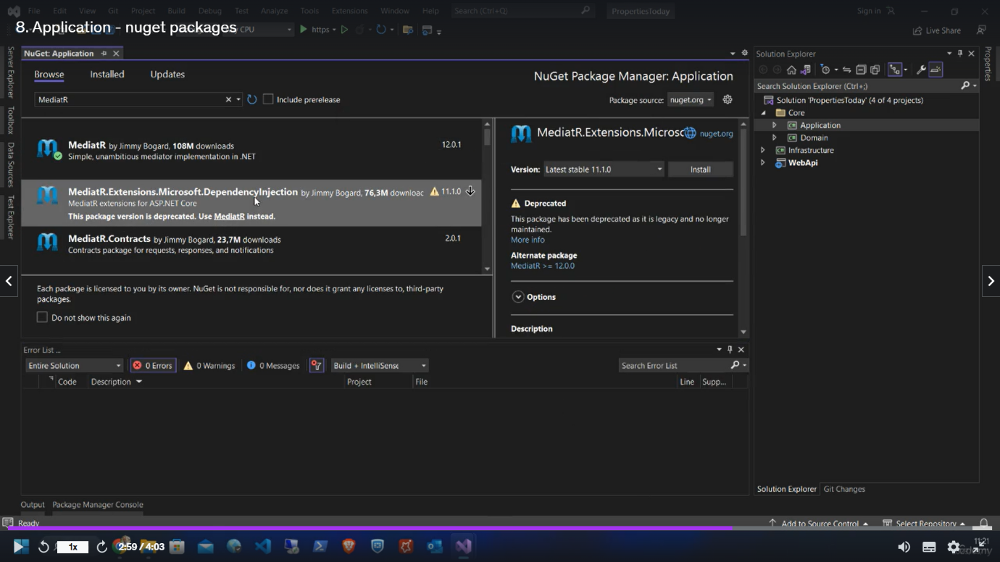 File Edit View Git Project Build Debug Test Analyze Tools Extensions Window Help Search (Ctrl+Q) PropertiesToday Sign in
8. Application - nuget packages
CPU https Live Share
Server Explorer
Toolbox
Data Sources
Test Explorer
NuGet: Application
Browse Installed Updates
NuGet Package Manager: Application
MediatR Include prerelease
Package source: nuget.org
MediatR by Jimmy Bogard, 108M downloads 12.0.1
Simple, unambitious mediator implementation in .NET
MediatR.Extensions.Microsoft.DependencyInjection by Jimmy Bogard, 76,3M downloac 11.1.0
MediatR extensions for ASP.NET Core
This package version is deprecated. Use MediatR instead.
MediatR.Contracts by Jimmy Bogard, 23,7M downloads 2.0.1
Contracts package for requests, responses, and notifications
Each package is licensed to you by its owner. NuGet is not responsible for, nor does it grant any licenses to, third-party
packages.
Do not show this again
MediatR.Extensions.Microsc nuget.org
Version: Latest stable 11.1.0 Install
Deprecated
This package has been deprecated as it is legacy and no longer
maintained.
More info
Alternate package
MediatR >= 12.0.0
Options
Description
Solution Explorer
Search Solution Explorer (Ctrl+;)
Solution 'PropertiesToday' (4 of 4 projects)
Core
Application
Domain
Infrastructure
WebApi
Properties
Error List ...
Entire Solution 0 Errors 0 Warnings 0 Messages Build + IntelliSense Search Error List
Code Description Project File Line Supp...
Solution Explorer Git Changes
Output Package Manager Console
Ready Add to Source Control Select Repository
1x 2:59 / 4:03 11:21